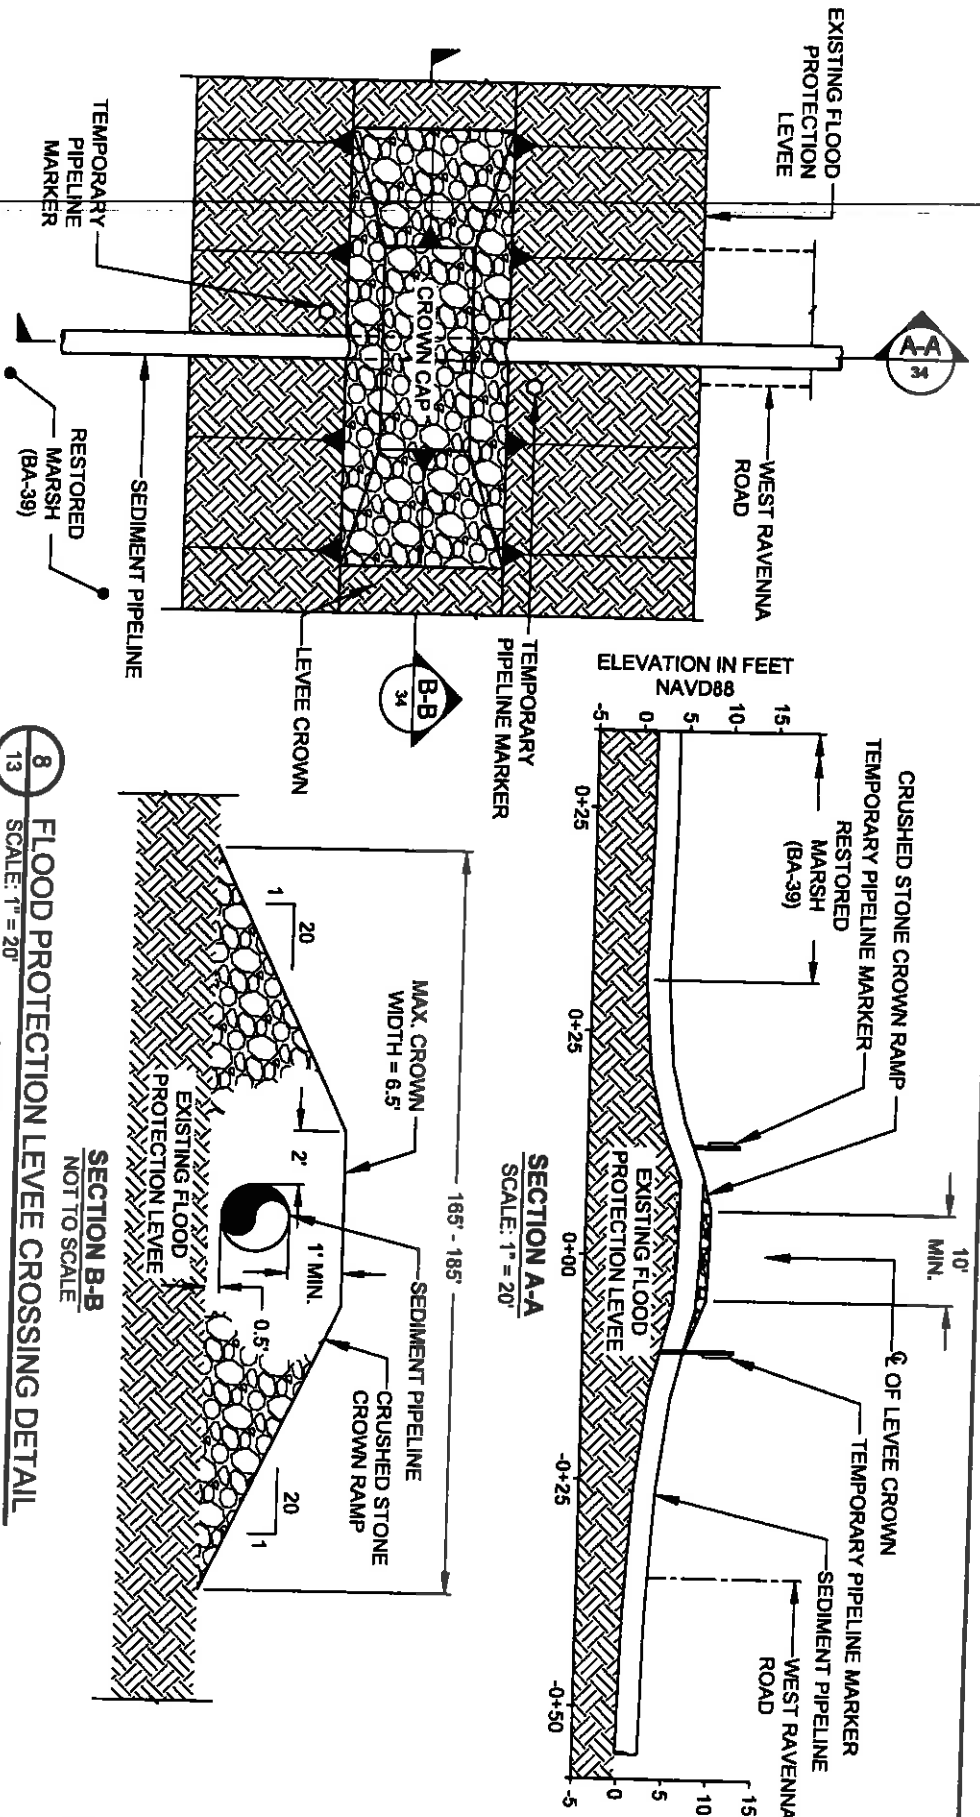 EXISTING FLOOD
PROTECTION
LEVEE
A-A
34
WEST RAVENNA
ROAD
CROWN CAP
TEMPORARY
PIPELINE
MARKER
TEMPORARY
PIPELINE MARKER
SEDIMENT PIPELINE
RESTORED
MARSH
(BA-39)
LEVEE CROWN
B-B
34
ELEVATION IN FEET
NAVD88
15
10
5
0
-5
RESTORED
MARSH
(BA-39)
TEMPORARY PIPELINE MARKER
CRUSHED STONE CROWN RAMP
10'
MIN.
℄ OF LEVEE CROWN
TEMPORARY PIPELINE MARKER
SEDIMENT PIPELINE
WEST RAVENNA
ROAD
15
10
5
0
-5
EXISTING FLOOD
PROTECTION LEVEE
0+25
0+25
0+00
-0+25
-0+50
SECTION A-A
SCALE: 1" = 20'
165' - 185'
MAX. CROWN
WIDTH = 6.5'
20
1
2'
1' MIN.
SEDIMENT PIPELINE
CRUSHED STONE
CROWN RAMP
0.5'
20
1
EXISTING FLOOD
PROTECTION LEVEE
SECTION B-B
NOT TO SCALE
8
13
FLOOD PROTECTION LEVEE CROSSING DETAIL
SCALE: 1" = 20'